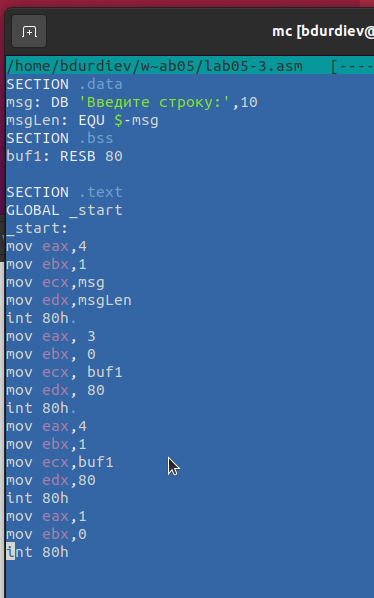 mc [bdurdiev@
/home/bdurdiev/w~ab05/lab05-3.asm [----
SECTION .data
msg: DB 'Введите строку:',10
msgLen: EQU $-msg
SECTION .bss
buf1: RESB 80
SECTION .text
GLOBAL _start
_start:
mov eax,4
mov ebx,1
mov ecx,msg
mov edx,msgLen
int 80h.
mov eax, 3
mov ebx, 0
mov ecx, buf1
mov edx, 80
int 80h.
mov eax,4
mov ebx,1
mov ecx,buf1
mov edx,80
int 80h
mov eax,1
mov ebx,0
int 80h